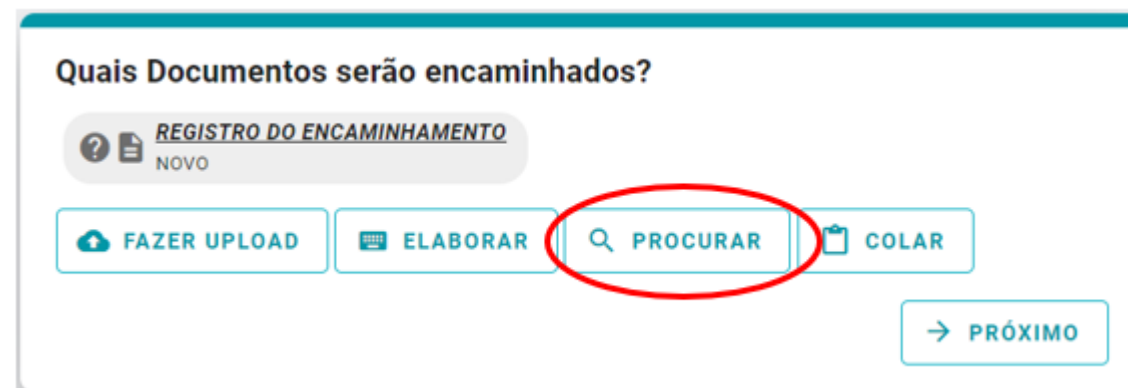 Quais Documentos serão encaminhados?
REGISTRO DO ENCAMINHAMENTO
NOVO
FAZER UPLOAD ELABORAR PROCURAR COLAR
PRÓXIMO